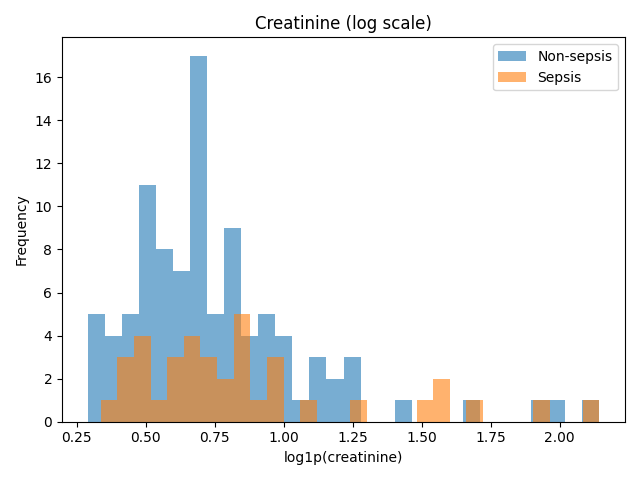 Creatinine (log scale)
Non-sepsis
Sepsis
Frequency
16
14
12
10
8
6
4
2
0
0.25 0.50 0.75 1.00 1.25 1.50 1.75 2.00
log1p(creatinine)